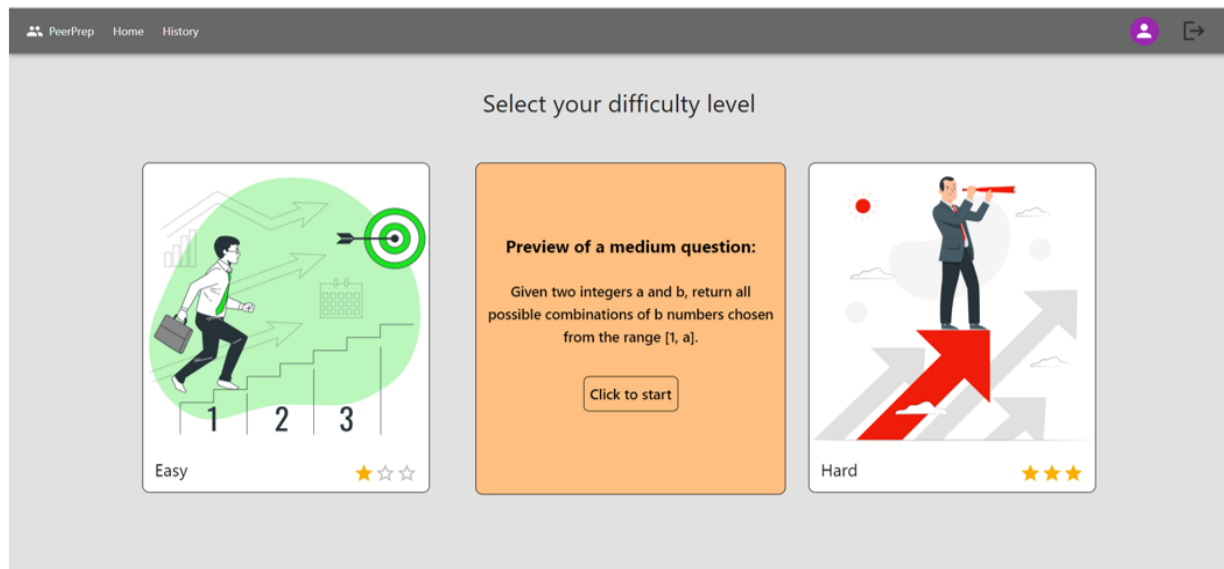 PeerPrep Home History
Select your difficulty level
1 2 3
Easy
Preview of a medium question:
Given two integers a and b, return all
possible combinations of b numbers chosen
from the range [1, a].
Click to start
Hard